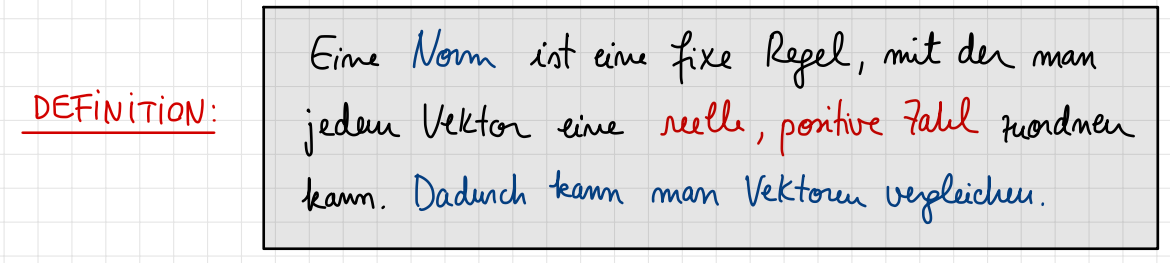 DEFINITION:
Eine Norm ist eine fixe Regel, mit der man
jedem Vektor eine reelle, positive Zahl zuordnen
kann. Dadurch kann man Vektoren vergleichen.